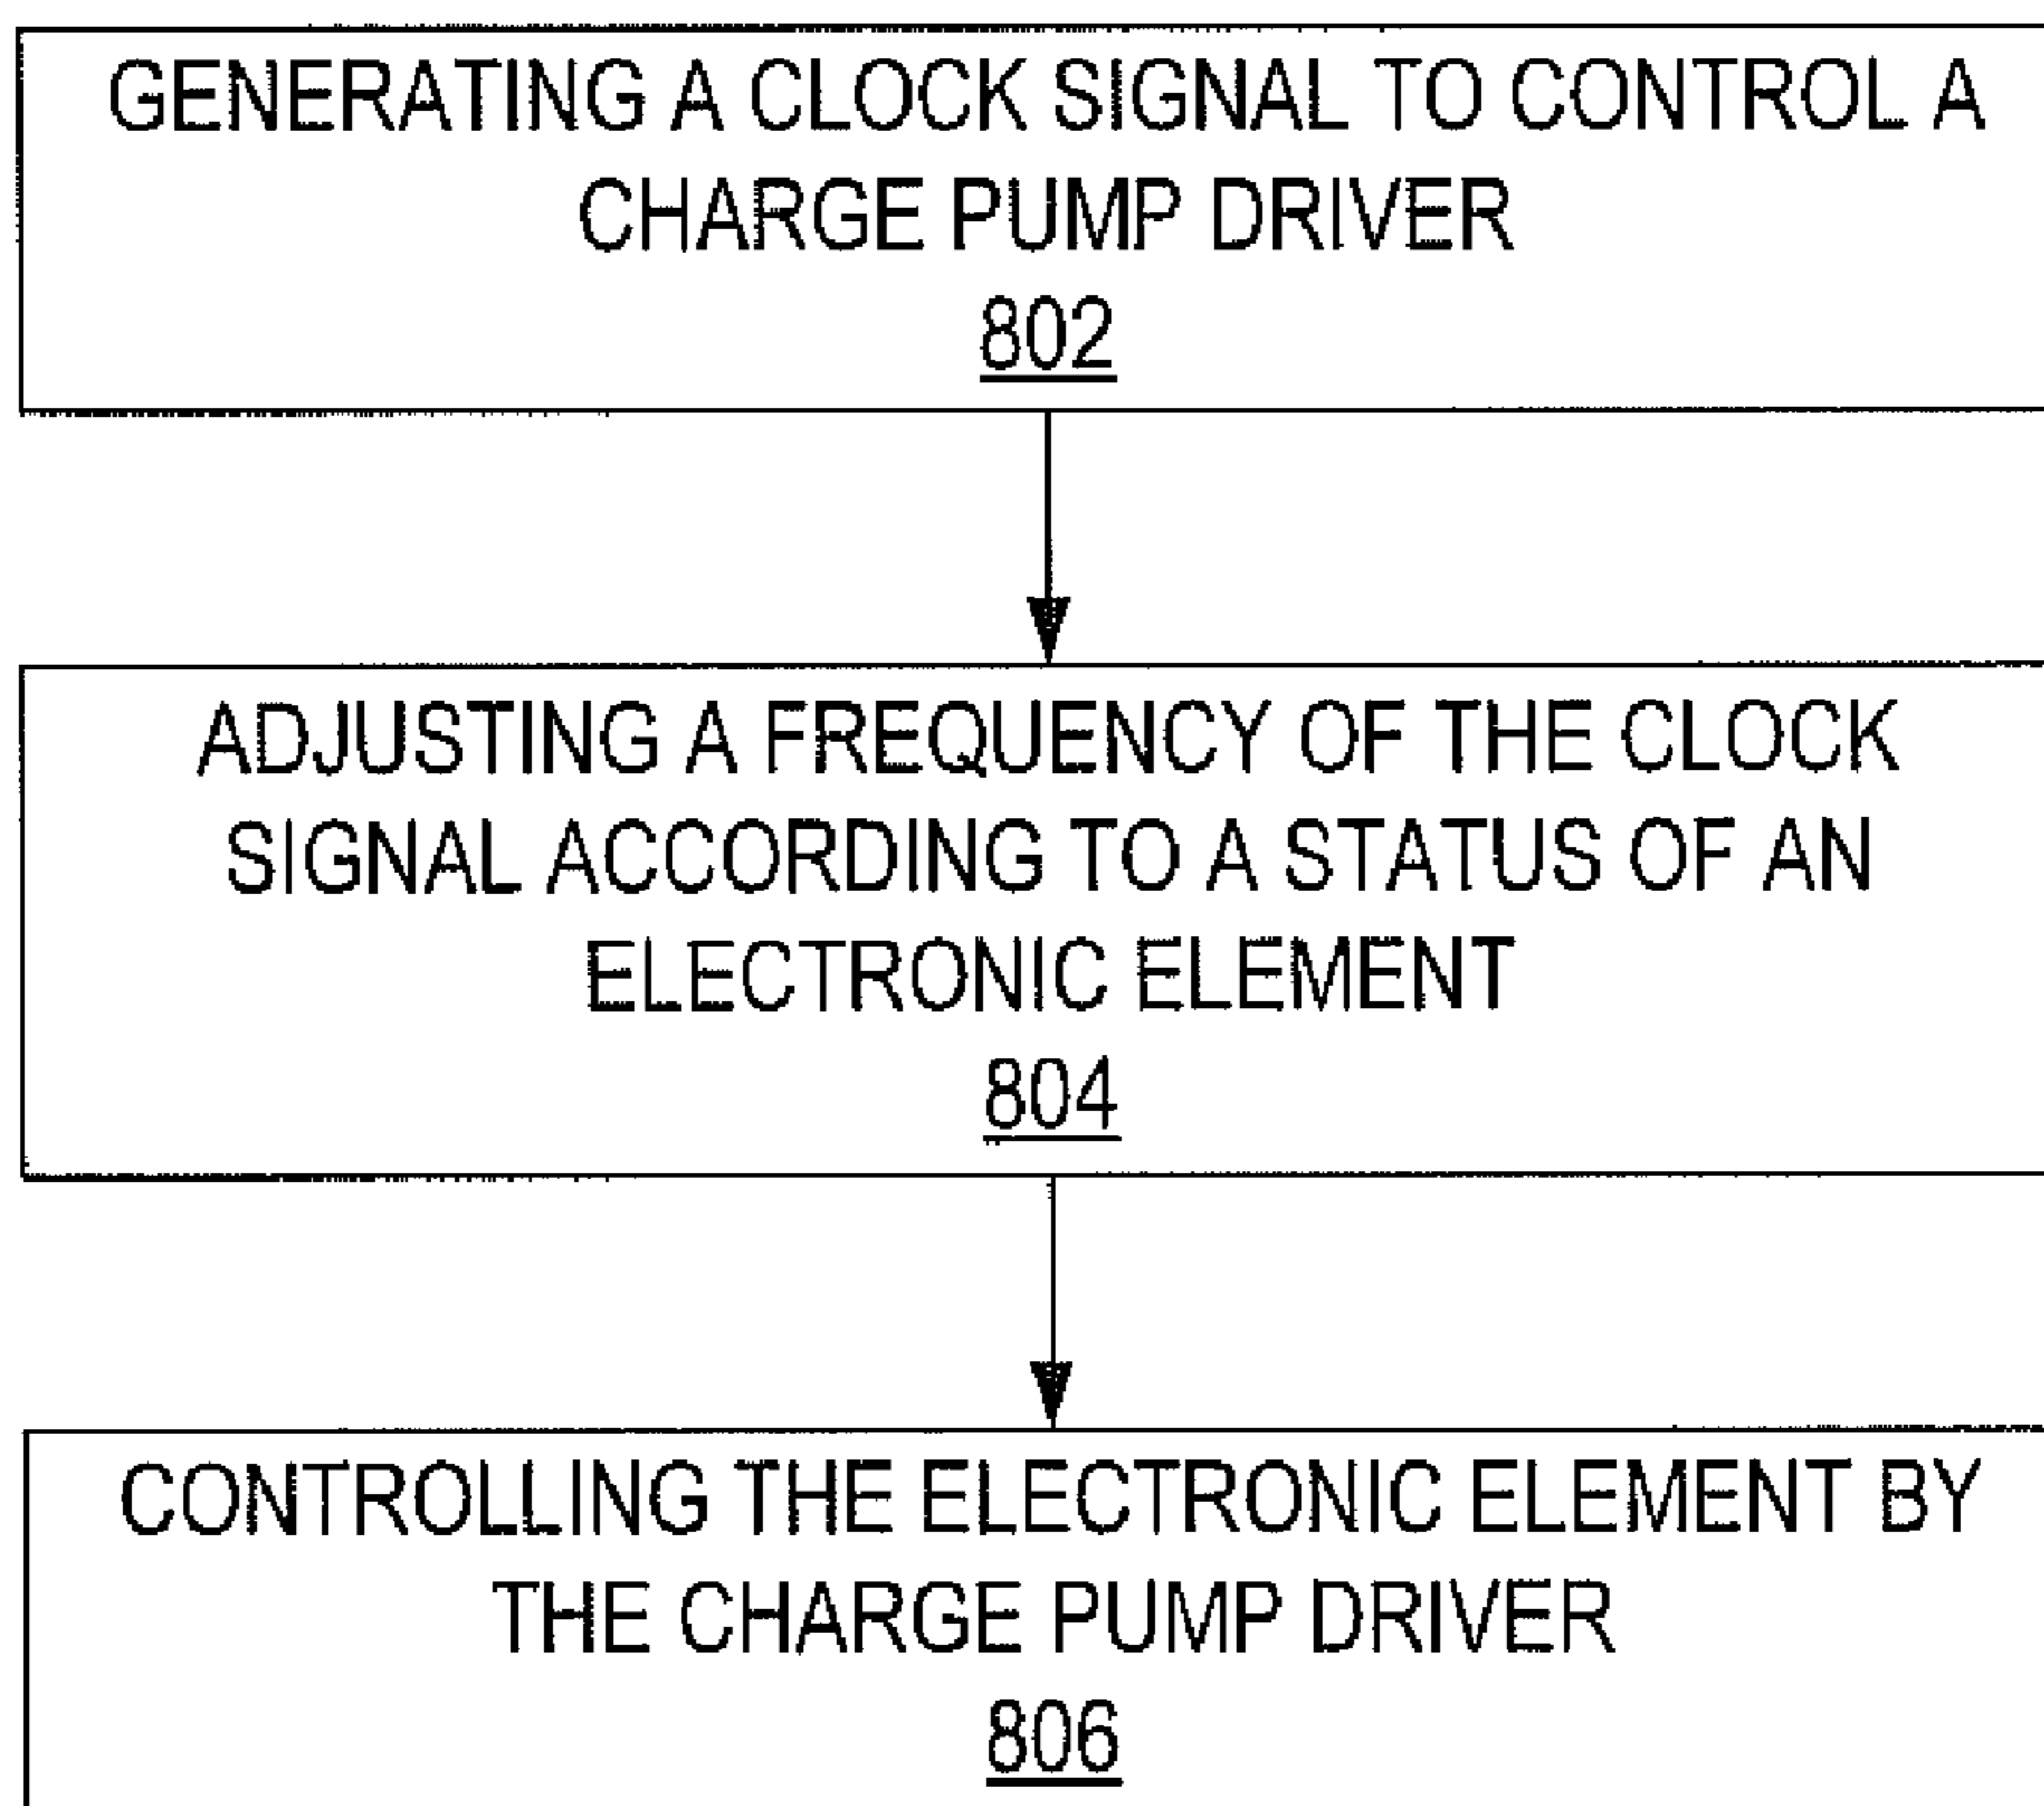 GENERATING A CLOCK SIGNAL TO CONTROL A
CHARGE PUMP DRIVER
802
ADJUSTING A FREQUENCY OF THE CLOCK
SIGNAL ACCORDING TO A STATUS OF AN
ELECTRONIC ELEMENT
804
CONTROLLING THE ELECTRONIC ELEMENT BY
THE CHARGE PUMP DRIVER
806